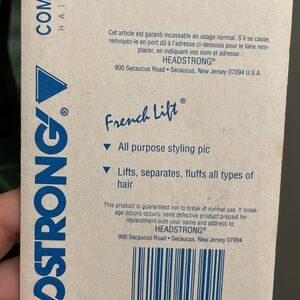 Cet article est garanti incassable en usage normal. S'il se casse,
renvoyez-le en port dû à l'adresse ci-dessous pour le faire rem-
placer, en indiquant vos nom et adresse.
HEADSTRONG®
900 Secaucus Road • Secaucus, New Jersey 07094 U.S.A.
French Lift®
All purpose styling pic
Lifts, separates, fluffs all types of
hair
This product is guaranteed not to break in normal use. If break-
age occurs occurs, send defective product prepaid for
replacement with your name and address to:
HEADSTRONG®
900 Secaucus Road • Secaucus, New Jersey 07094
DSTRONG®
COM
HAI